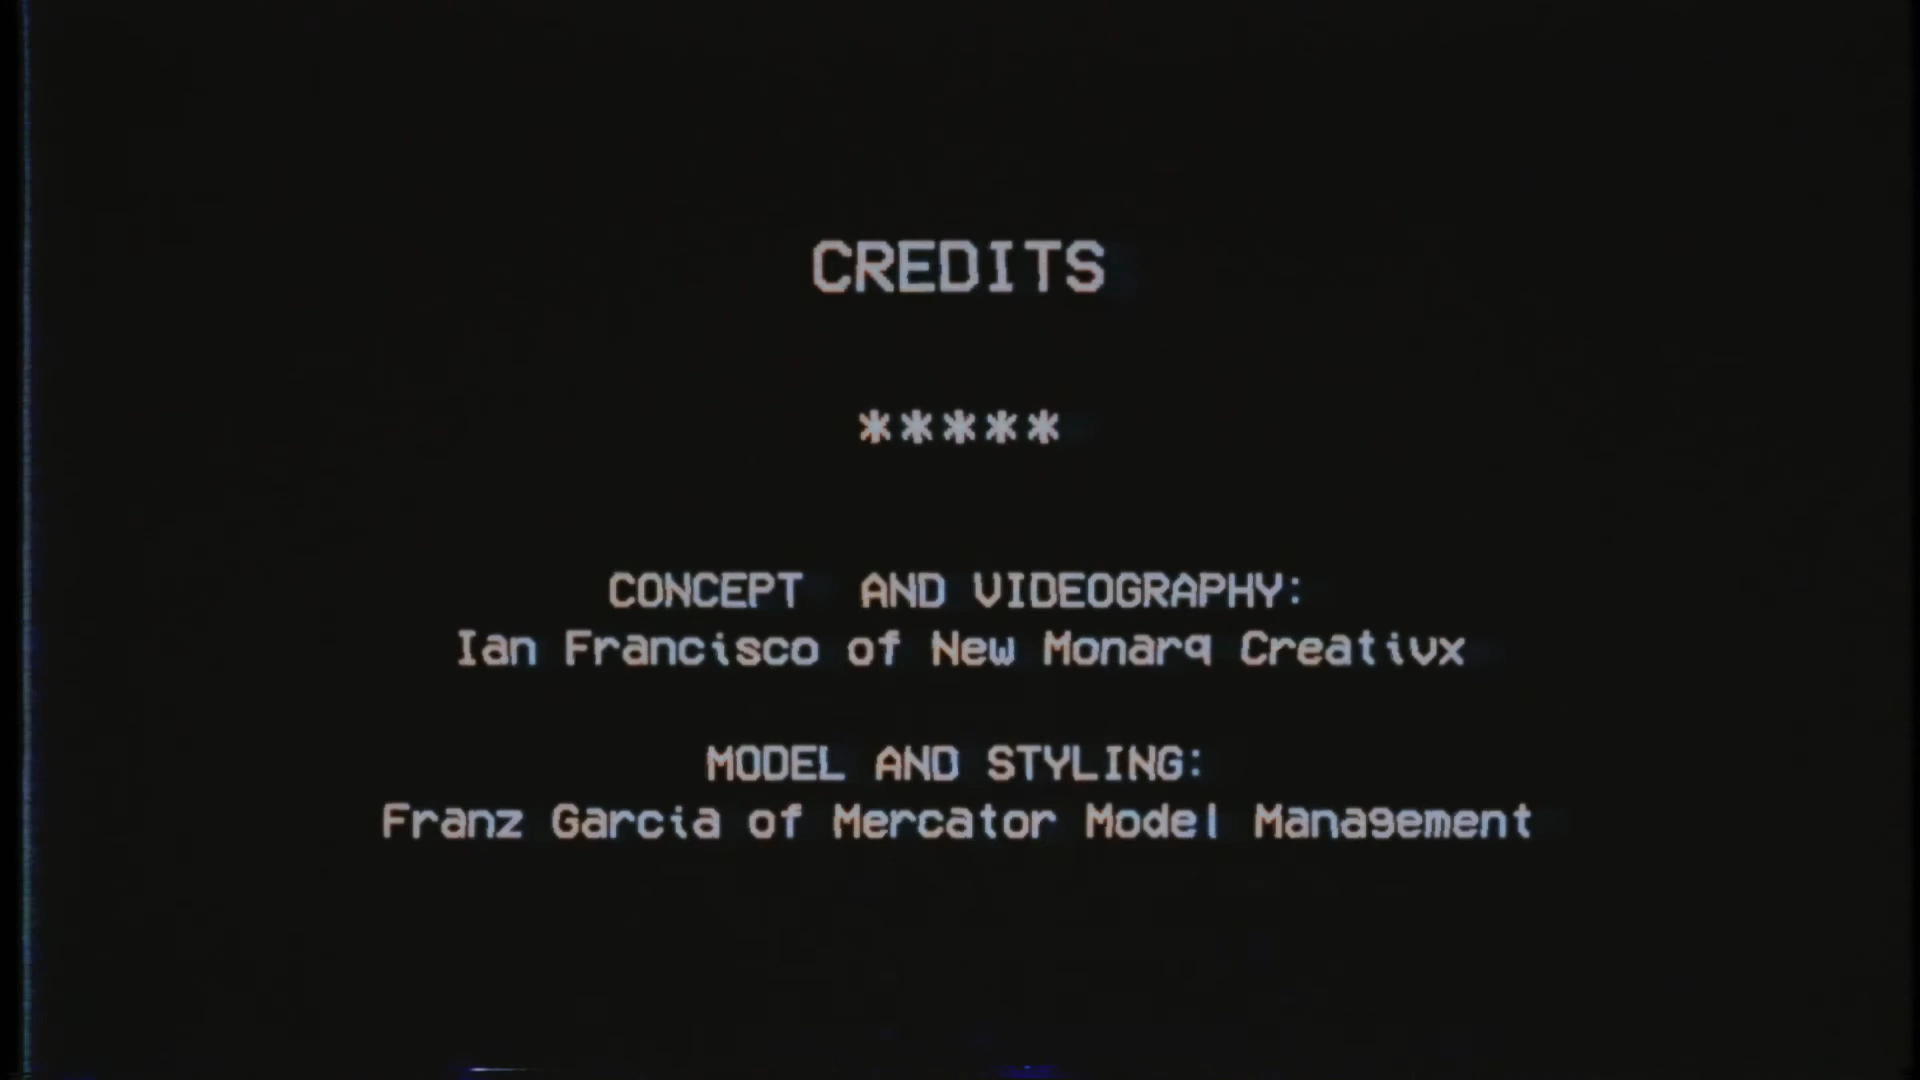 CREDITS
*****
CONCEPT  AND VIDEOGRAPHY:
Ian Francisco of New Monarq Creativx
MODEL AND STYLING:
Franz Garcia of Mercator Model Management